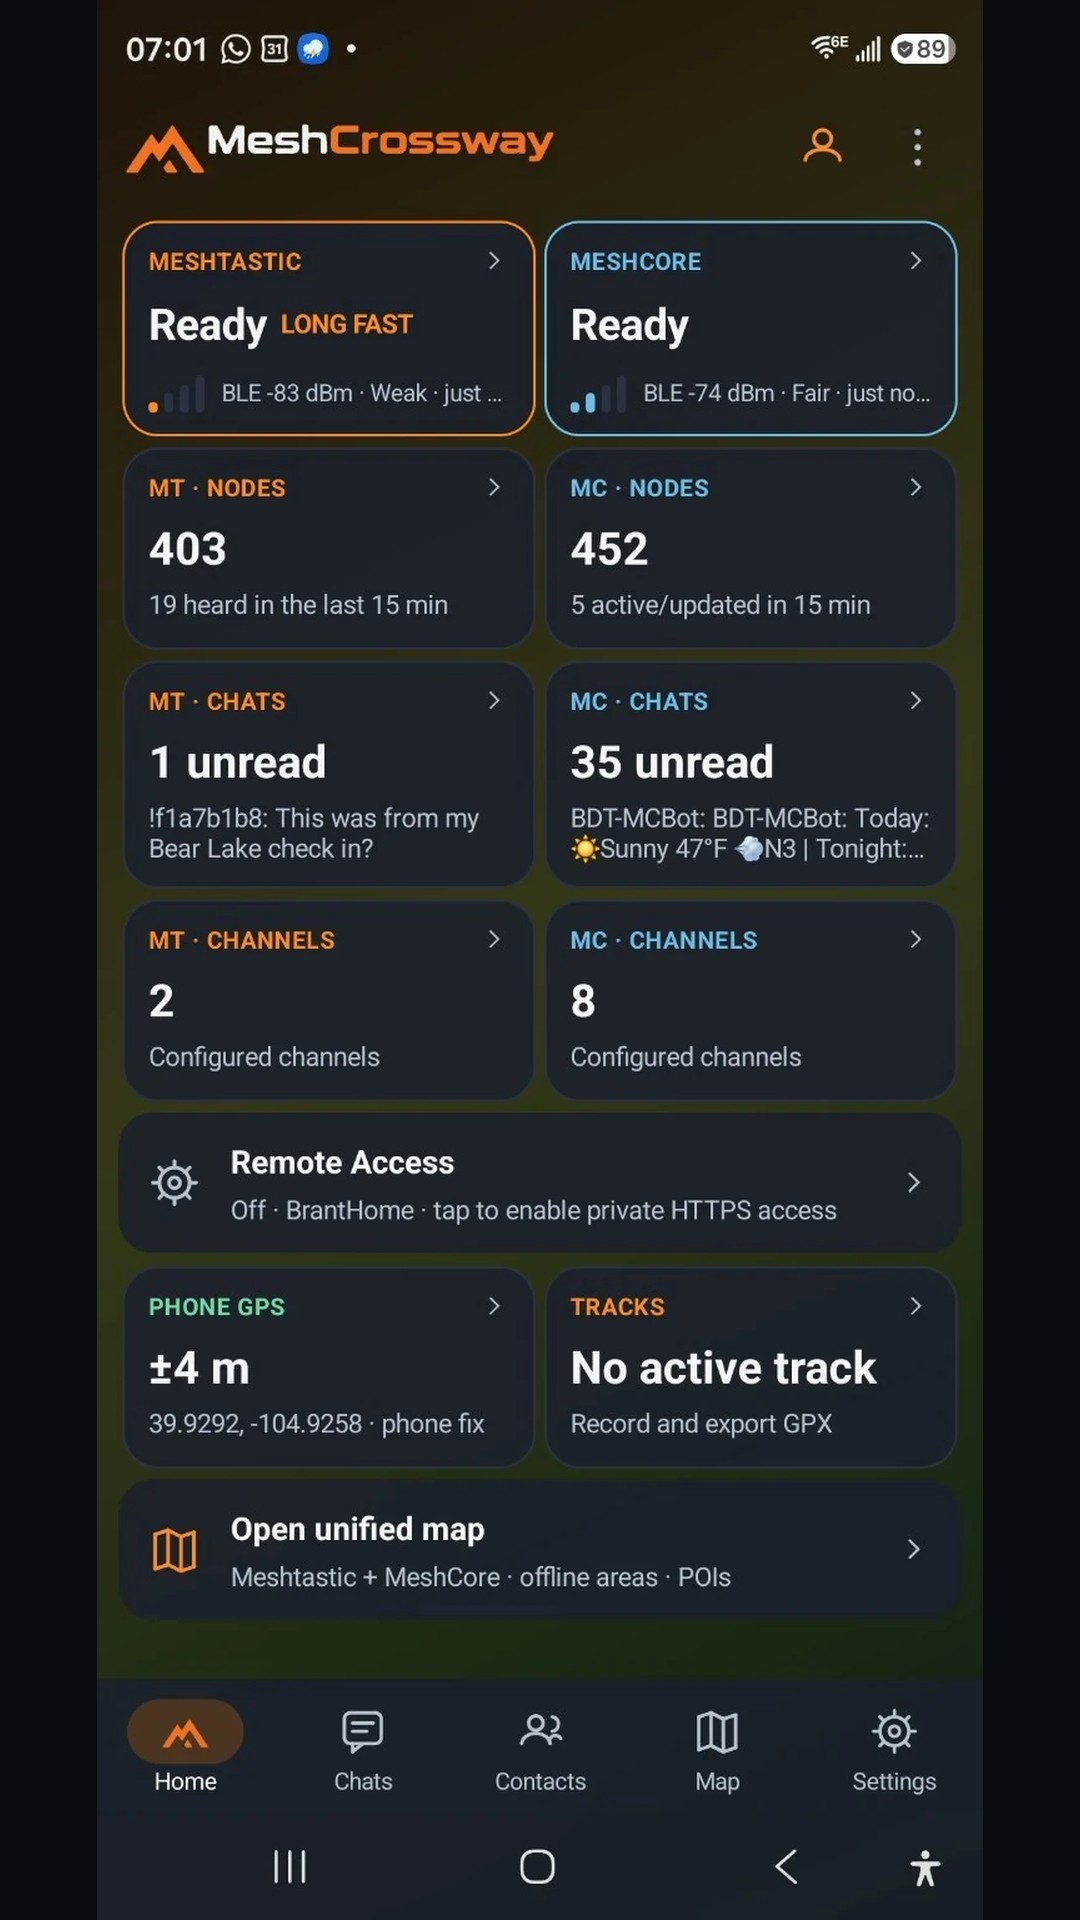 07:01
31
6E
89
MeshCrossway
MESHTASTIC
Ready LONG FAST
BLE -83 dBm · Weak · just ...
MESHCORE
Ready
BLE -74 dBm · Fair · just no...
MT · NODES
403
19 heard in the last 15 min
MC · NODES
452
5 active/updated in 15 min
MT · CHATS
1 unread
!f1a7b1b8: This was from my
Bear Lake check in?
MC · CHATS
35 unread
BDT-MCBot: BDT-MCBot: Today:
☀️Sunny 47°F 💨N3 | Tonight:...
MT · CHANNELS
2
Configured channels
MC · CHANNELS
8
Configured channels
Remote Access
Off · BrantHome · tap to enable private HTTPS access
PHONE GPS
±4 m
39.9292, -104.9258 · phone fix
TRACKS
No active track
Record and export GPX
Open unified map
Meshtastic + MeshCore · offline areas · POIs
Home
Chats
Contacts
Map
Settings